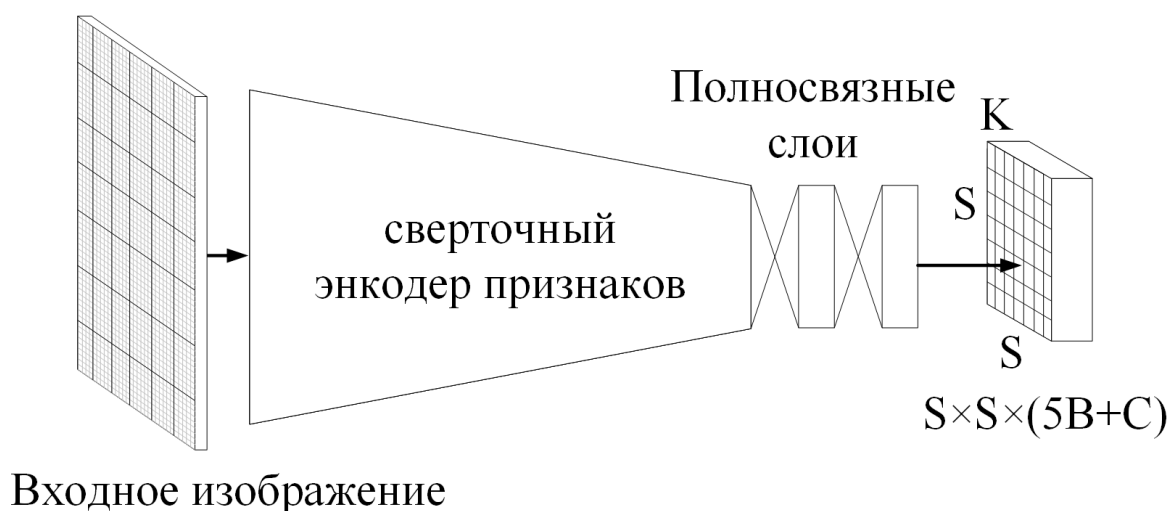 Полносвязные
слои
K
S
сверточный
энкодер признаков
S
S×S×(5B+C)
Входное изображение